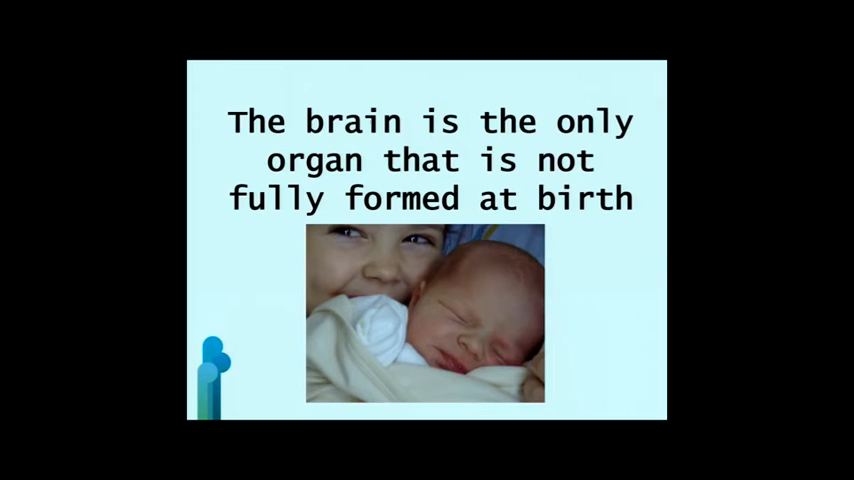 The brain is the only
organ that is not
fully formed at birth